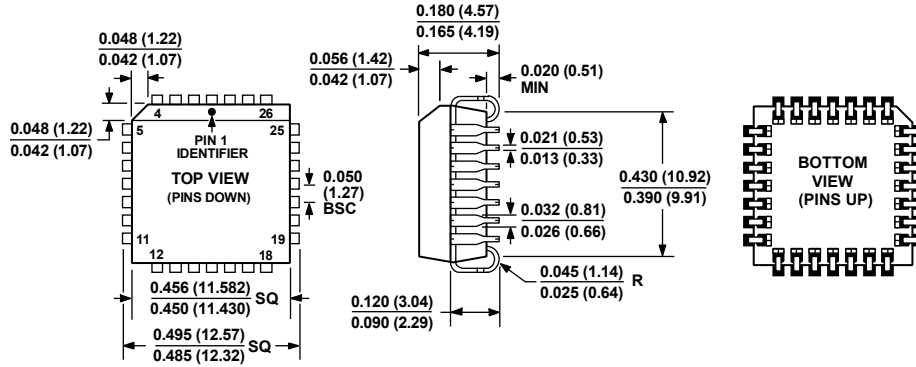 0.048 (1.22)
0.042 (1.07)
0.048 (1.22)
0.042 (1.07)
4
26
5
25
PIN 1
IDENTIFIER
TOP VIEW
(PINS DOWN)
11
19
12
18
0.050
(1.27)
BSC
0.456 (11.582)
0.450 (11.430)
SQ
0.495 (12.57)
0.485 (12.32)
SQ
0.180 (4.57)
0.165 (4.19)
0.056 (1.42)
0.042 (1.07)
0.020 (0.51)
MIN
0.021 (0.53)
0.013 (0.33)
0.032 (0.81)
0.026 (0.66)
0.430 (10.92)
0.390 (9.91)
0.045 (1.14)
0.025 (0.64)
R
0.120 (3.04)
0.090 (2.29)
BOTTOM
VIEW
(PINS UP)